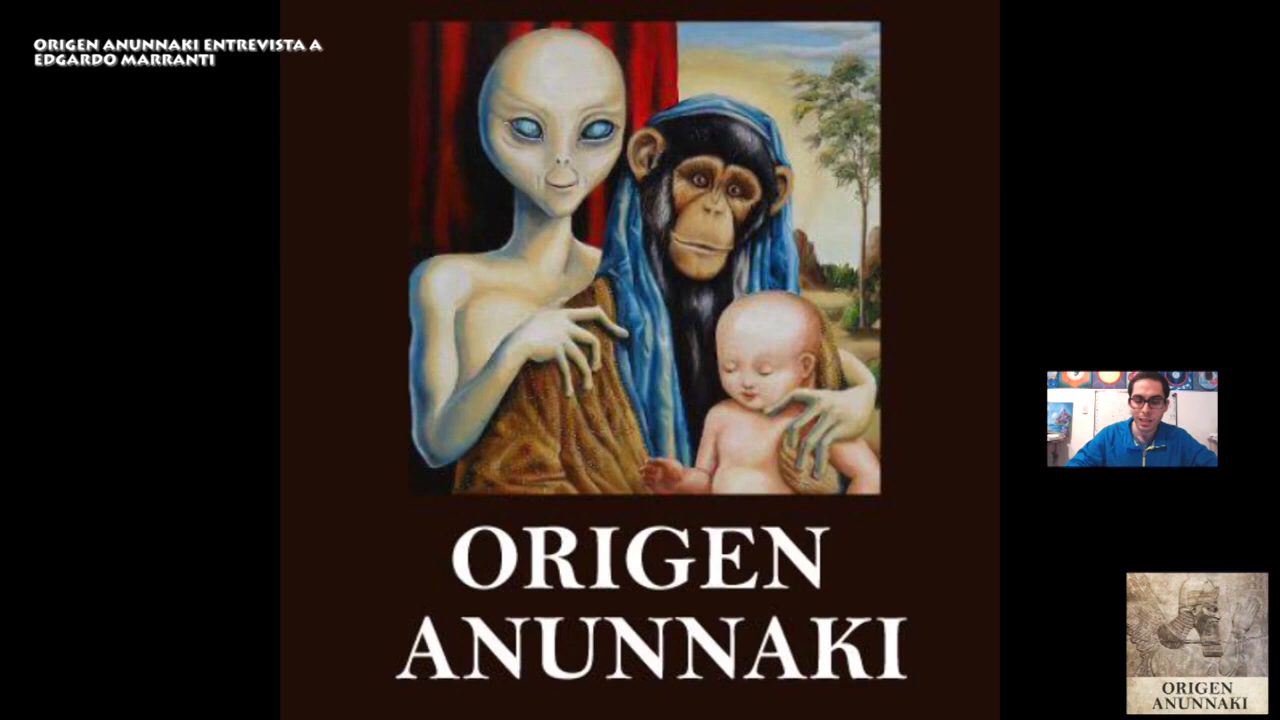 ORIGEN ANUNNAKI ENTREVISTA A
EDGARDO MARRANTI
ORIGEN
ANUNNAKI
ORIGEN
ANUNNAKI